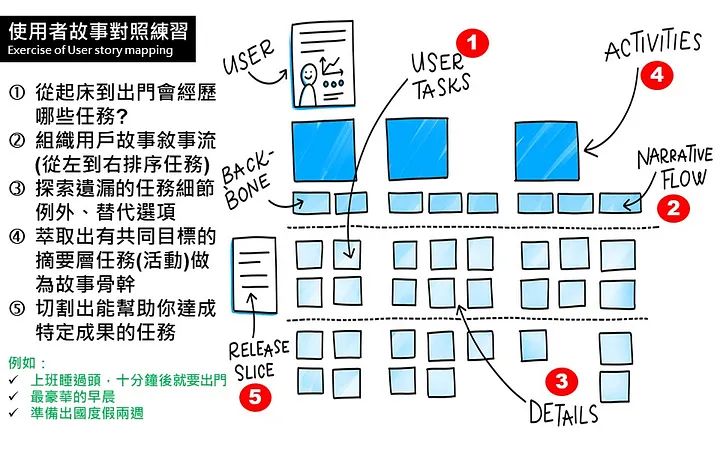 使用者故事對照練習
Exercise of User story mapping
① 從起床到出門會經歷
哪些任務?
② 組織用戶故事敘事流
(從左到右排序任務)
③ 探索遺漏的任務細節
例外、替代選項
④ 萃取出有共同目標的
摘要層任務(活動)做
為故事骨幹
⑤ 切割出能幫助你達成
特定成果的任務
例如：
✓ 上班睡過頭，十分鐘後就要出門
✓ 最豪華的早晨
✓ 準備出國度假兩週
USER
1
USER
TASKS
ACTIVITIES
4
BACK-
BONE
NARRATIVE
FLOW
2
RELEASE
SLICE
5
3
DETAILS